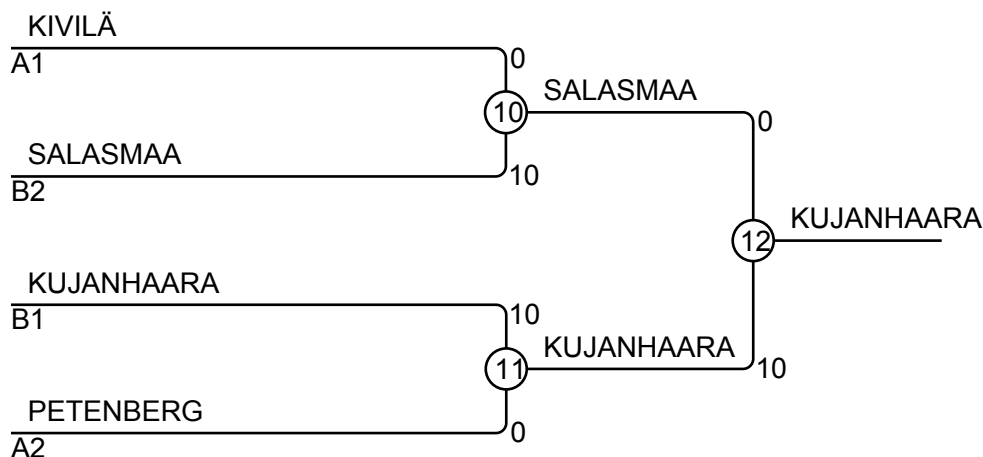 KIVILÄ
A1
0
10
SALASMAA
0
SALASMAA
B2
10
12
KUJANHAARA
KUJANHAARA
B1
10
11
KUJANHAARA
10
PETENBERG
A2
0